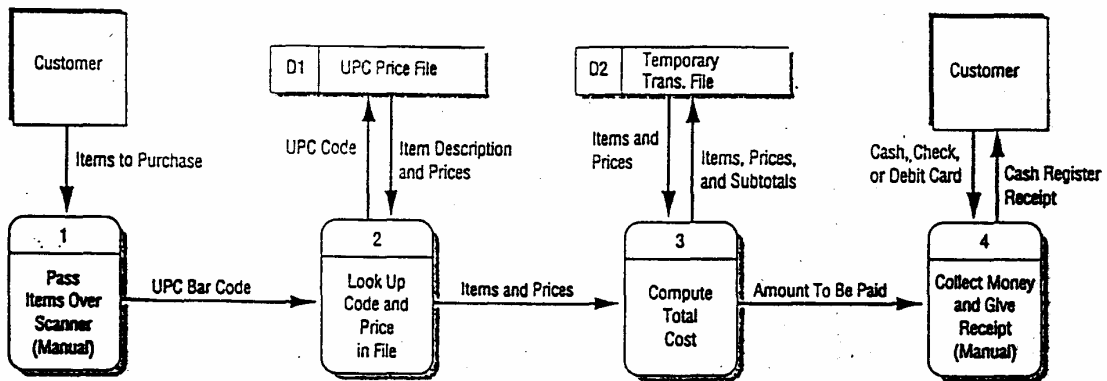 Customer
D1
UPC Price File
D2
Temporary
Trans. File
Customer
Items to Purchase
UPC Code
Item Description
and Prices
Items and
Prices
Items, Prices,
and Subtotals
Cash, Check,
or Debit Card
Cash Register
Receipt
1
Pass
Items Over
Scanner
(Manual)
UPC Bar Code
2
Look Up
Code and
Price
in File
Items and Prices
3
Compute
Total
Cost
Amount To Be Paid
4
Collect Money
and Give
Receipt
(Manual)